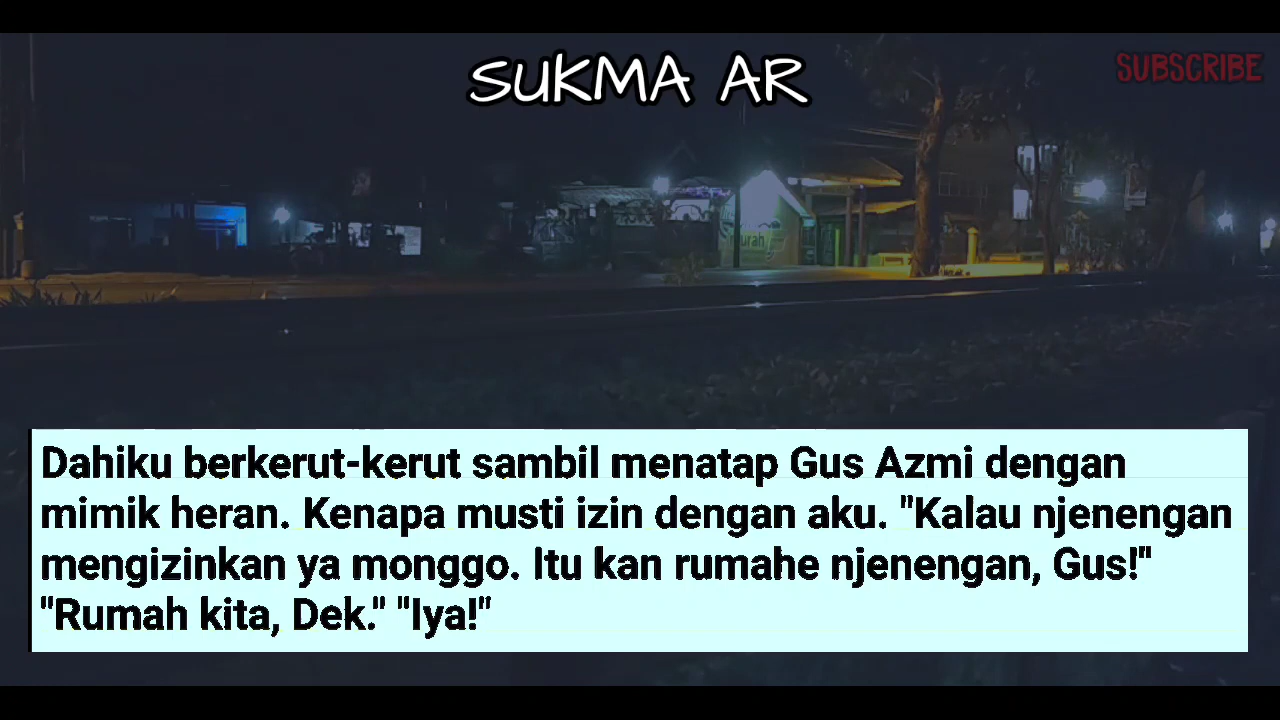 SUKMA AR
SUBSCRIBE
urah
Dahiku berkerut-kerut sambil menatap Gus Azmi dengan
mimik heran. Kenapa musti izin dengan aku. "Kalau njenengan
mengizinkan ya monggo. Itu kan rumahe njenengan, Gus!"
"Rumah kita, Dek." "Iya!"